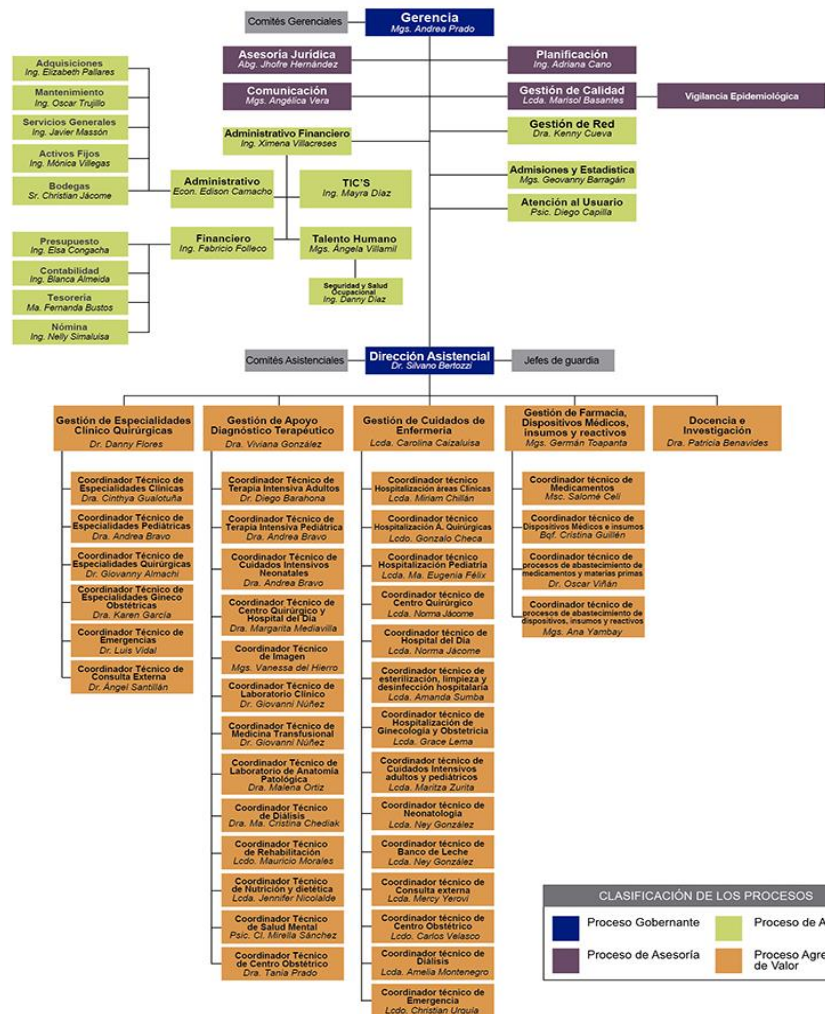 Comités Gerenciales
Gerencia
Mgs. Andrea Prado
Asesoría Jurídica
Abg. Jhofre Hernández
Planificación
Ing. Adriana Cano
Comunicación
Mgs. Angélica Vera
Gestión de Calidad
Lcda. Marisol Basantes
Vigilancia Epidemiológica
Adquisiciones
Ing. Elizabeth Pallares
Mantenimiento
Ing. Oscar Trujillo
Servicios Generales
Ing. Javier Massón
Activos Fijos
Ing. Mónica Villegas
Bodegas
Sr. Christian Jácome
Administrativo Financiero
Ing. Ximena Villacreses
Gestión de Red
Dra. Kenny Cueva
Administrativo
Econ. Edison Camacho
TIC'S
Ing. Mayra Díaz
Admisiones y Estadistica
Mgs. Geovanny Barragán
Atención al Usuario
Psic. Diego Capilla
Presupuesto
Ing. Elsa Congacha
Contabilidad
Ing. Blanca Almeida
Tesorería
Ma. Fernanda Bustos
Nómina
Ing. Nelly Simaluisa
Financiero
Ing. Fabricio Folleco
Talento Humano
Mgs. Ángela Villamil
Seguridad y Salud
Ocupacional
Ing. Danny Díaz
Comités Asistenciales
Dirección Asistencial
Dr. Silvano Bertozzi
Jefes de guardia
Gestión de Especialidades
Clínico Quirúrgicas
Dr. Danny Flores
Coordinador Técnico de
Especialidades Clínicas
Dra. Cinthya Gualotuña
Coordinador Técnico de
Especialidades Pediátricas
Dra. Andrea Bravo
Coordinador Técnico de
Especialidades Quirúrgicas
Dr. Giovanny Almachi
Coordinador Técnico de
Especialidades Gineco
Obstétricas
Dra. Karen García
Coordinador Técnico de
Emergencias
Dr. Luis Vidal
Coordinador Técnico de
Consulta Externa
Dr. Ángel Santillán
Gestión de Apoyo
Diagnóstico Terapéutico
Dra. Viviana González
Coordinador Técnico de
Terapia Intensiva Adultos
Dr. Diego Barahona
Coordinador Técnico de
Terapia Intensiva Pediátrica
Dra. Andrea Bravo
Coordinador Técnico de
Cuidados Intensivos
Neonatales
Dra. Andrea Bravo
Coordinador Técnico de
Centro Quirúrgico y
Hospital del Día
Dra. Margarita Mediavilla
Coordinador Técnico
de Imagen
Mgs. Vanessa del Hierro
Coordinador Técnico
de Laboratorio Clínico
Dr. Giovanni Núñez
Coordinador Técnico de
Medicina Transfusional
Dr. Giovanni Núñez
Coordinador Técnico de
Laboratorio de Anatomía
Patológica
Dra. Malena Ortiz
Coordinador Técnico
de Diálisis
Dra. Ma. Cristina Chediak
Coordinador Técnico
de Rehabilitación
Lcdo. Mauricio Morales
Coordinador Técnico
de Nutrición y dietética
Lcda. Jennifer Nicolalde
Coordinador Técnico
de Salud Mental
Psic. Cl. Mirella Sánchez
Coordinador Técnico
de Centro Obstétrico
Dra. Tania Prado
Gestión de Cuidados de
Enfermería
Lcda. Carolina Caizaluisa
Coordinador técnico
Hospitalización áreas Clínicas
Lcda. Miriam Chillán
Coordinador técnico
Hospitalización A. Quirúrgicas
Lcdo. Gonzalo Checa
Coordinador técnico
Hospitalización Pediatria
Lcda. Ma. Eugenia Félix
Coordinador técnico de
Centro Quirúrgico
Lcda. Norma Jácome
Coordinador técnico de
Hospital del Dia
Lcda. Norma Jácome
Coordinador técnico de
esterilización, limpieza y
desinfección hospitalaria
Lcda. Amanda Sumba
Coordinador técnico de
Hospitalización de
Ginecologia y Obstetricia
Lcda. Grace Lema
Coordinador técnico de
Cuidados Intensivos
adultos y pediátricos
Lcda. Maritza Zurita
Coordinador técnico de
Neonatología
Lcda. Ney González
Coordinador técnico de
Banco de Leche
Lcda. Ney González
Coordinador técnico de
Consulta externa
Lcda. Mercy Yerovi
Coordinador técnico de
Centro Obstétrico
Lcdo. Carlos Velasco
Coordinador técnico de
Diálisis
Lcda. Amelia Montenegro
Coordinador técnico de
Emergencia
Lcdo. Christian Urquia
Gestión de Farmacia,
Dispositivos Médicos,
insumos y reactivos
Mgs. Germán Toapanta
Coordinador técnico de
Medicamentos
Msc. Salomé Celi
Coordinador técnico de
Dispositivos Médicos e insumos
Bqf. Cristina Guillén
Coordinador técnico de
procesos de abastecimiento de
medicamentos y materias primas
Dr. Oscar Viñán
Coordinador técnico de
procesos de abastecimiento de
dispositivos, insumos y reactivos
Mgs. Ana Yambay
Docencia e
Investigación
Dra. Patricia Benavides
CLASIFICACIÓN DE LOS PROCESOS
Proceso Gobernante
Proceso de A
Proceso de Asesoría
Proceso Agre
de Valor